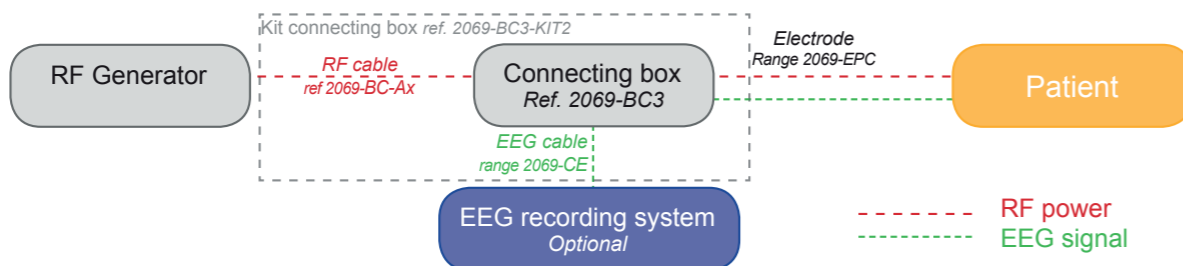 Kit connecting box ref. 2069-BC3-KIT2
RF Generator
RF cable
ref 2069-BC-Ax
Connecting box
Ref. 2069-BC3
Electrode
Range 2069-EPC
Patient
EEG cable
range 2069-CE
EEG recording system
Optional
RF power
EEG signal